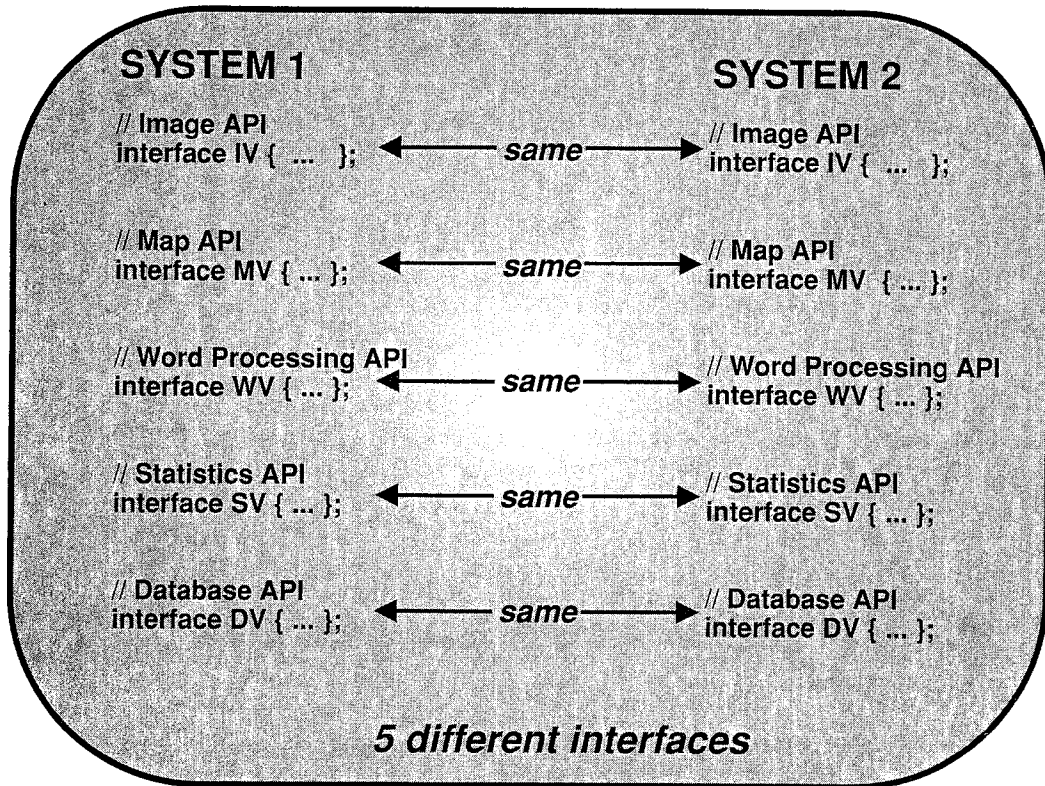 SYSTEM 1
// Image API
interface IV { ... };
// Map API
interface MV { ... };
// Word Processing API
interface WV { ... };
// Statistics API
interface SV { ... };
// Database API
interface DV { ... };
same
same
same
same
same
SYSTEM 2
// Image API
interface IV { ... };
// Map API
interface MV { ... };
// Word Processing API
interface WV { ... };
// Statistics API
interface SV { ... };
// Database API
interface DV { ... };
5 different interfaces